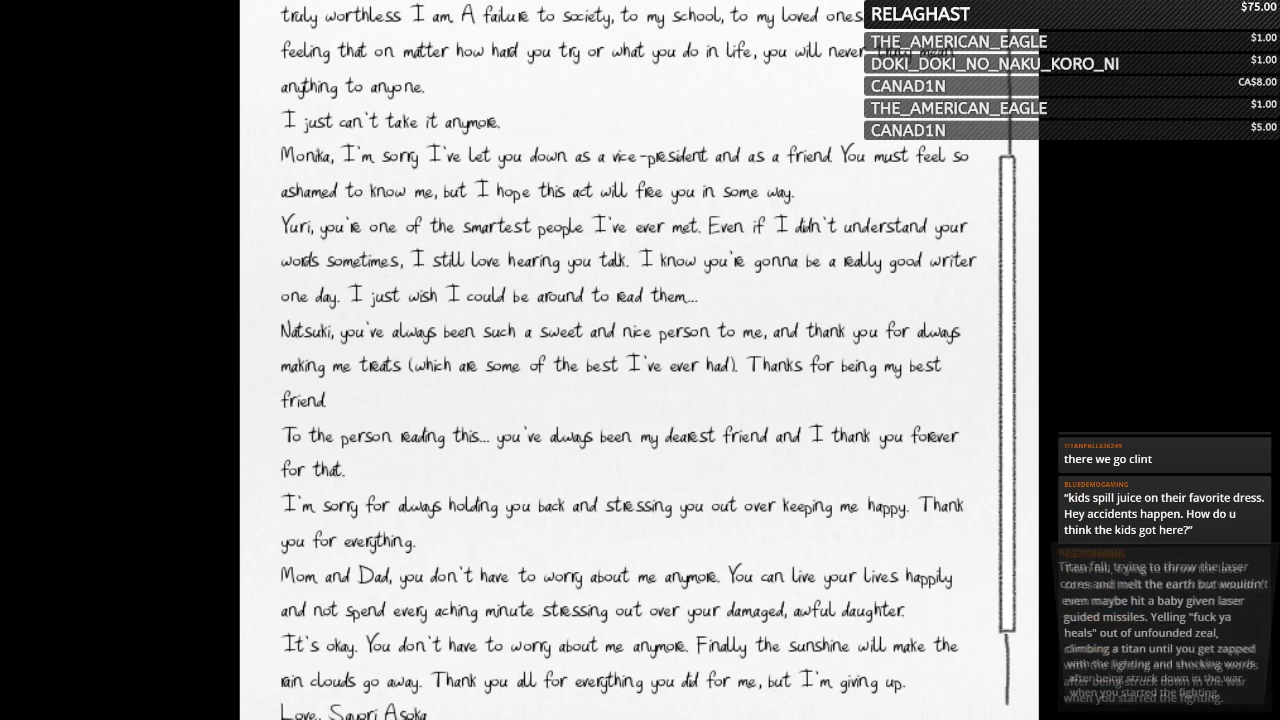 truly worthless I am. A failure to society, to my school, to my loved ones
feeling that on matter how hard you try or what you do in life, you will never truly mean
anything to anyone.
I just can't take it anymore.
Monika, I'm sorry I've let you down as a vice-president and as a friend. You must feel so
ashamed to know me, but I hope this act will free you in some way.
Yuri, you're one of the smartest people I've ever met. Even if I didn't understand your
words sometimes, I still love hearing you talk. I know you're gonna be a really good writer
one day. I just wish I could be around to read them...
Natsuki, you've always been such a sweet and nice person to me, and thank you for always
making me treats (which are some of the best I've ever had). Thanks for being my best
friend.
To the person reading this... you've always been my dearest friend and I thank you forever
for that.
I'm sorry for always holding you back and stressing you out over keeping me happy. Thank
you for everything.
Mom and Dad, you don't have to worry about me anymore. You can live your lives happily
and not spend every aching minute stressing out over your damaged, awful daughter.
It's okay. You don't have to worry about me anymore. Finally the sunshine will make the
rain clouds go away. Thank you all for everything you did for me, but I'm giving up.
Love, Sayori Asoka
RELAGHAST $75.00
THE_AMERICAN_EAGLE $1.00
DOKI_DOKI_NO_NAKU_KORO_NI $1.00
CANAD1N CA$8.00
THE_AMERICAN_EAGLE $1.00
CANAD1N $5.00
TITANFALL636249
there we go clint
BLUEDEMOGAMING
"kids spill juice on their favorite dress.
Hey accidents happen. How do u
think the kids got here?"
Titan fall, trying to throw the laser
cores and melt the earth but wouldn't
even maybe hit a baby given laser
guided missiles. Yelling "fuck ya
heals" out of unfounded zeal,
climbing a titan until you get zapped
with the lighting and shocking words
after being struck down in the war
when you started the fighting.